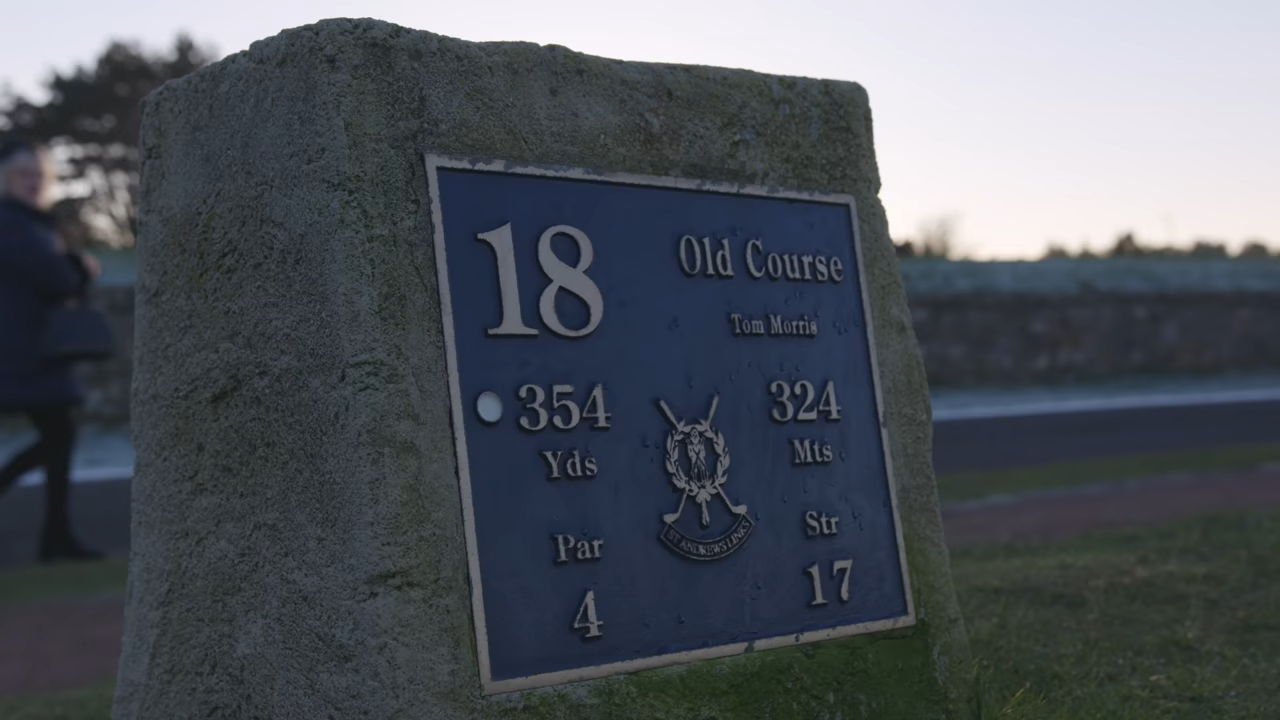 18
Old Course
Tom Morris
354
Yds
324
Mts
ST ANDREWS LINKS
Par
4
Str
17